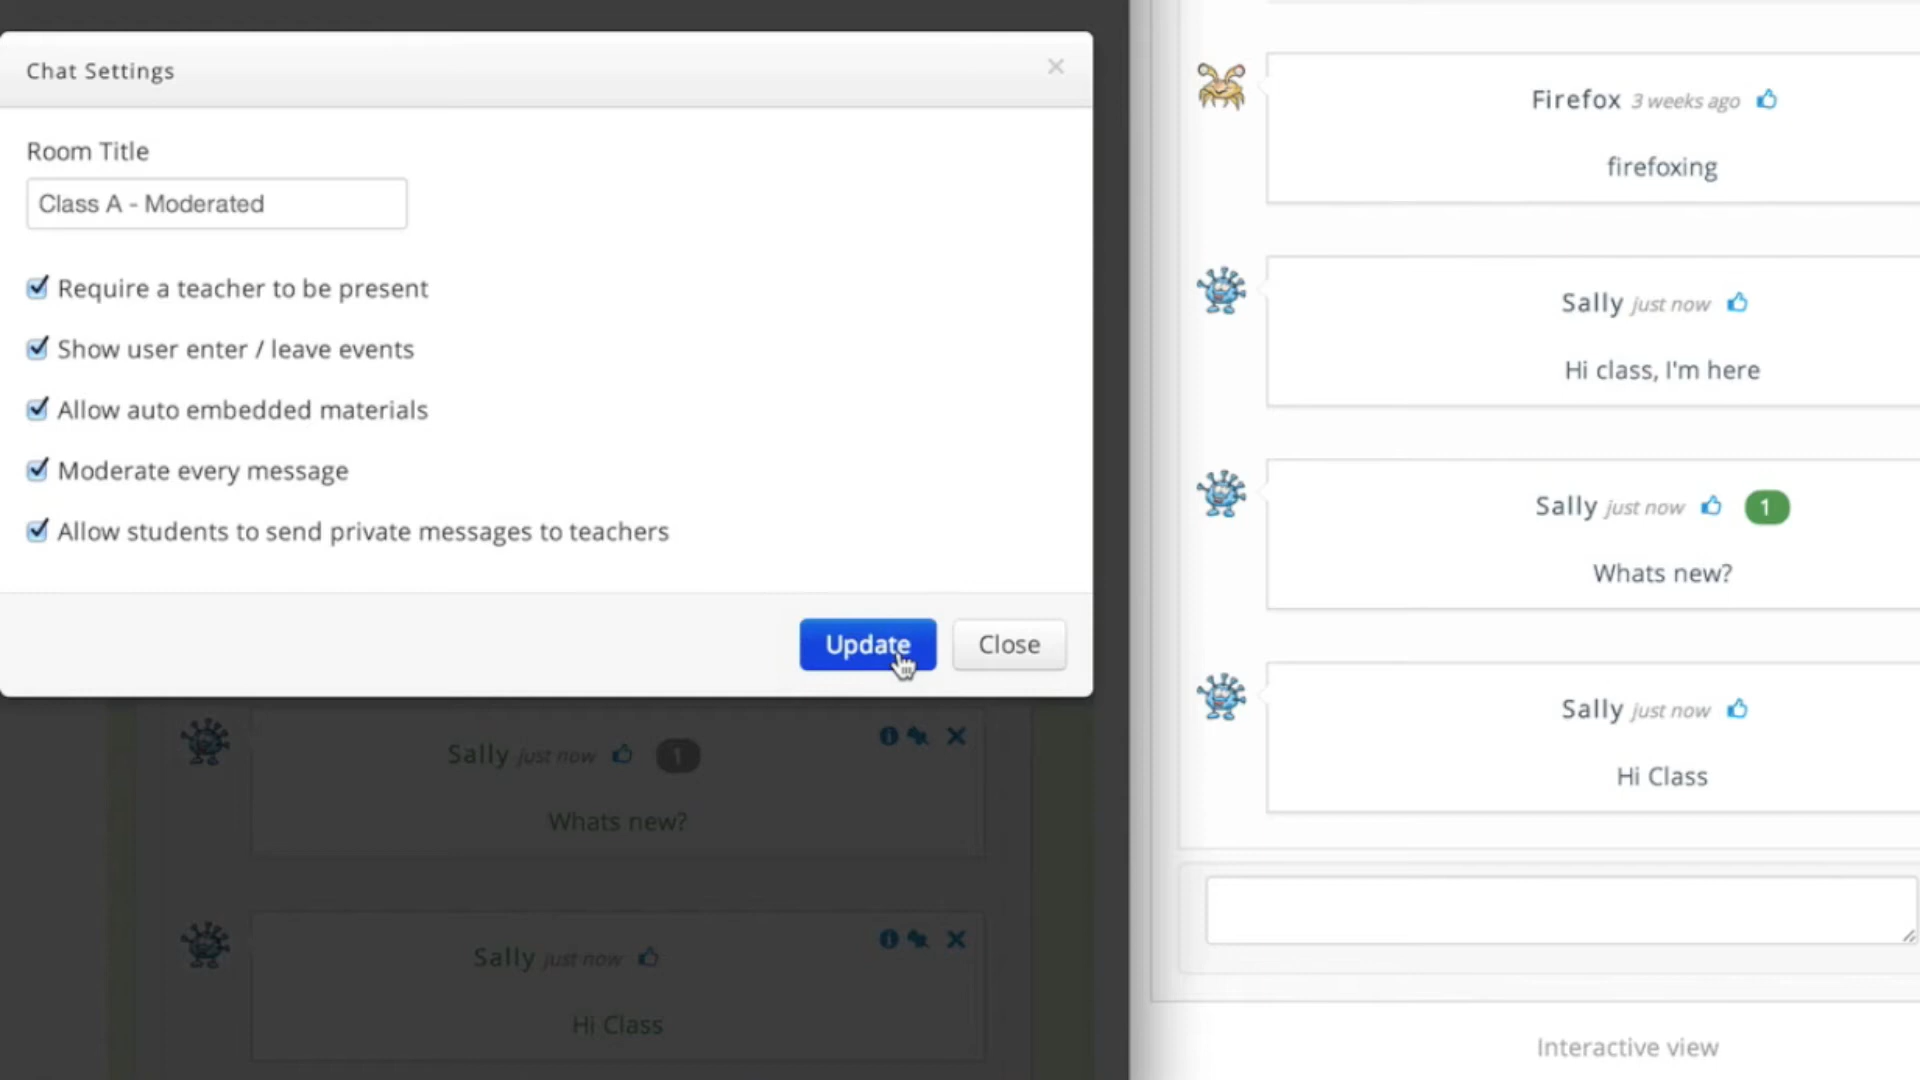 Chat Settings
Room Title
Class A - Moderated
Require a teacher to be present
Show user enter / leave events
Allow auto embedded materials
Moderate every message
Allow students to send private messages to teachers
Update
Close
Sally just now 1
Whats new?
Sally just now
Hi Class
Firefox 3 weeks ago
firefoxing
Sally just now
Hi class, I'm here
Sally just now 1
Whats new?
Sally just now
Hi Class
Interactive view